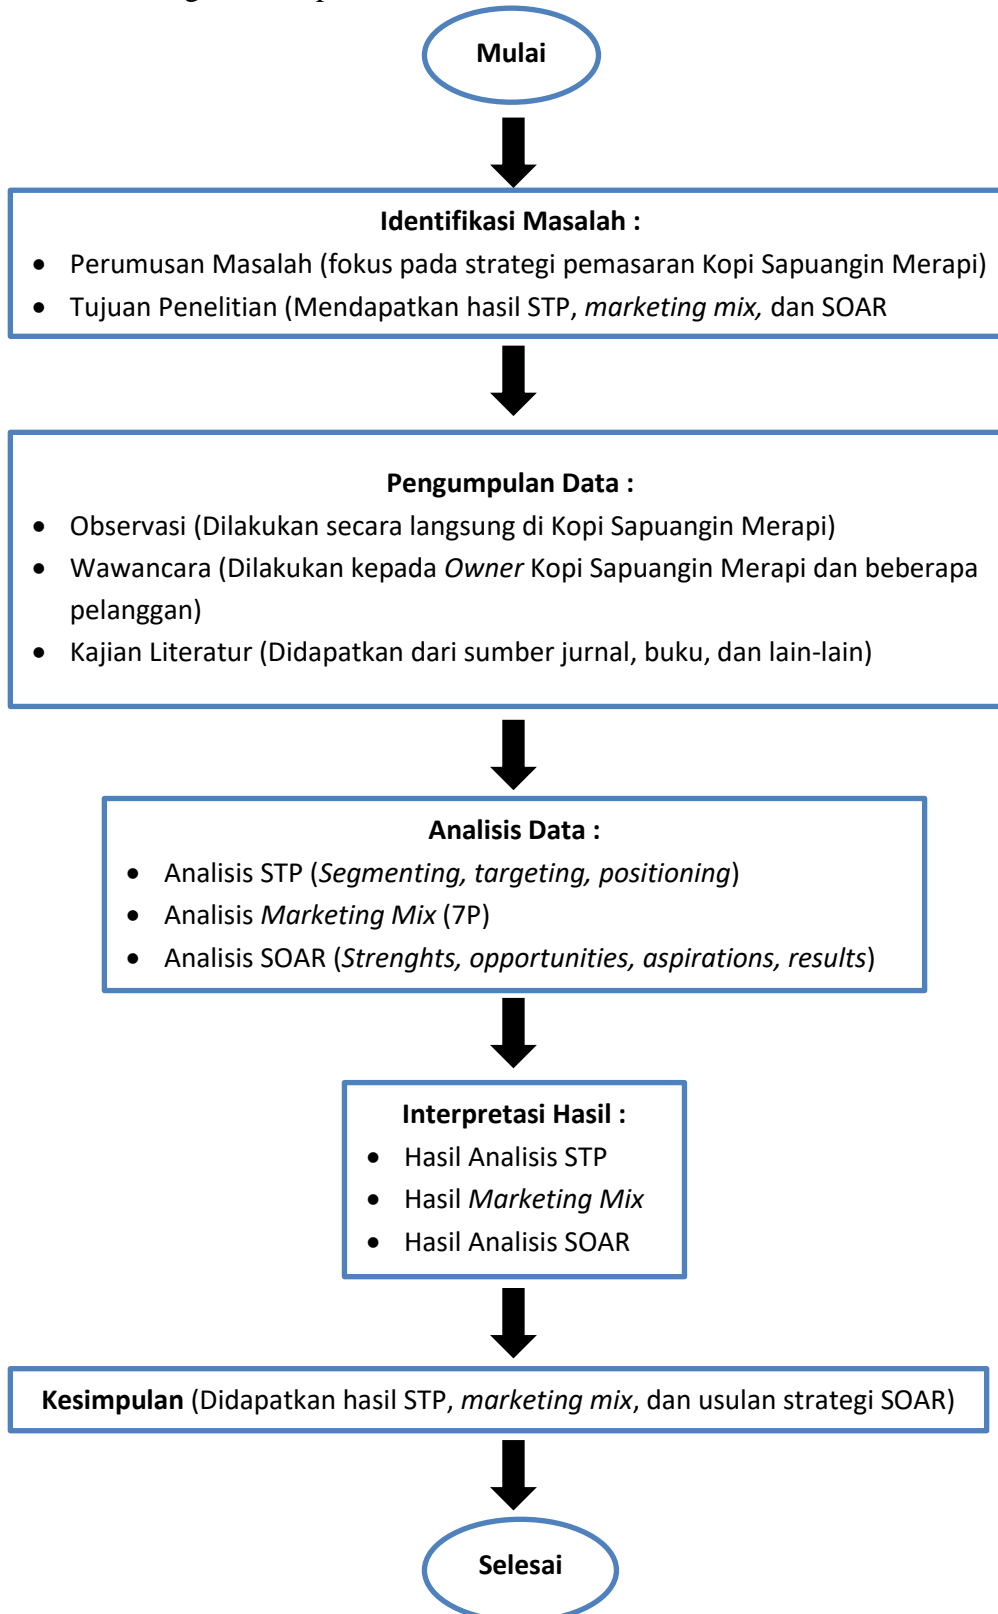 Mulai
Identifikasi Masalah :
• Perumusan Masalah (fokus pada strategi pemasaran Kopi Sapuangin Merapi)
• Tujuan Penelitian (Mendapatkan hasil STP, marketing mix, dan SOAR
Pengumpulan Data :
• Observasi (Dilakukan secara langsung di Kopi Sapuangin Merapi)
• Wawancara (Dilakukan kepada Owner Kopi Sapuangin Merapi dan beberapa
pelanggan)
• Kajian Literatur (Didapatkan dari sumber jurnal, buku, dan lain-lain)
Analisis Data :
• Analisis STP (Segmenting, targeting, positioning)
• Analisis Marketing Mix (7P)
• Analisis SOAR (Strenghts, opportunities, aspirations, results)
Interpretasi Hasil :
• Hasil Analisis STP
• Hasil Marketing Mix
• Hasil Analisis SOAR
Kesimpulan (Didapatkan hasil STP, marketing mix, dan usulan strategi SOAR)
Selesai